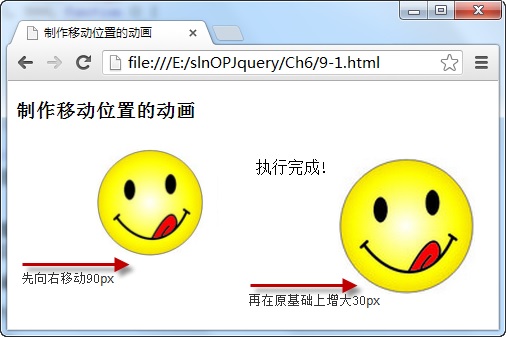 制作移动位置的动画
file:///E:/slnOPJquery/Ch6/9-1.html
制作移动位置的动画
执行完成!
先向右移动90px
再在原基础上增大30px